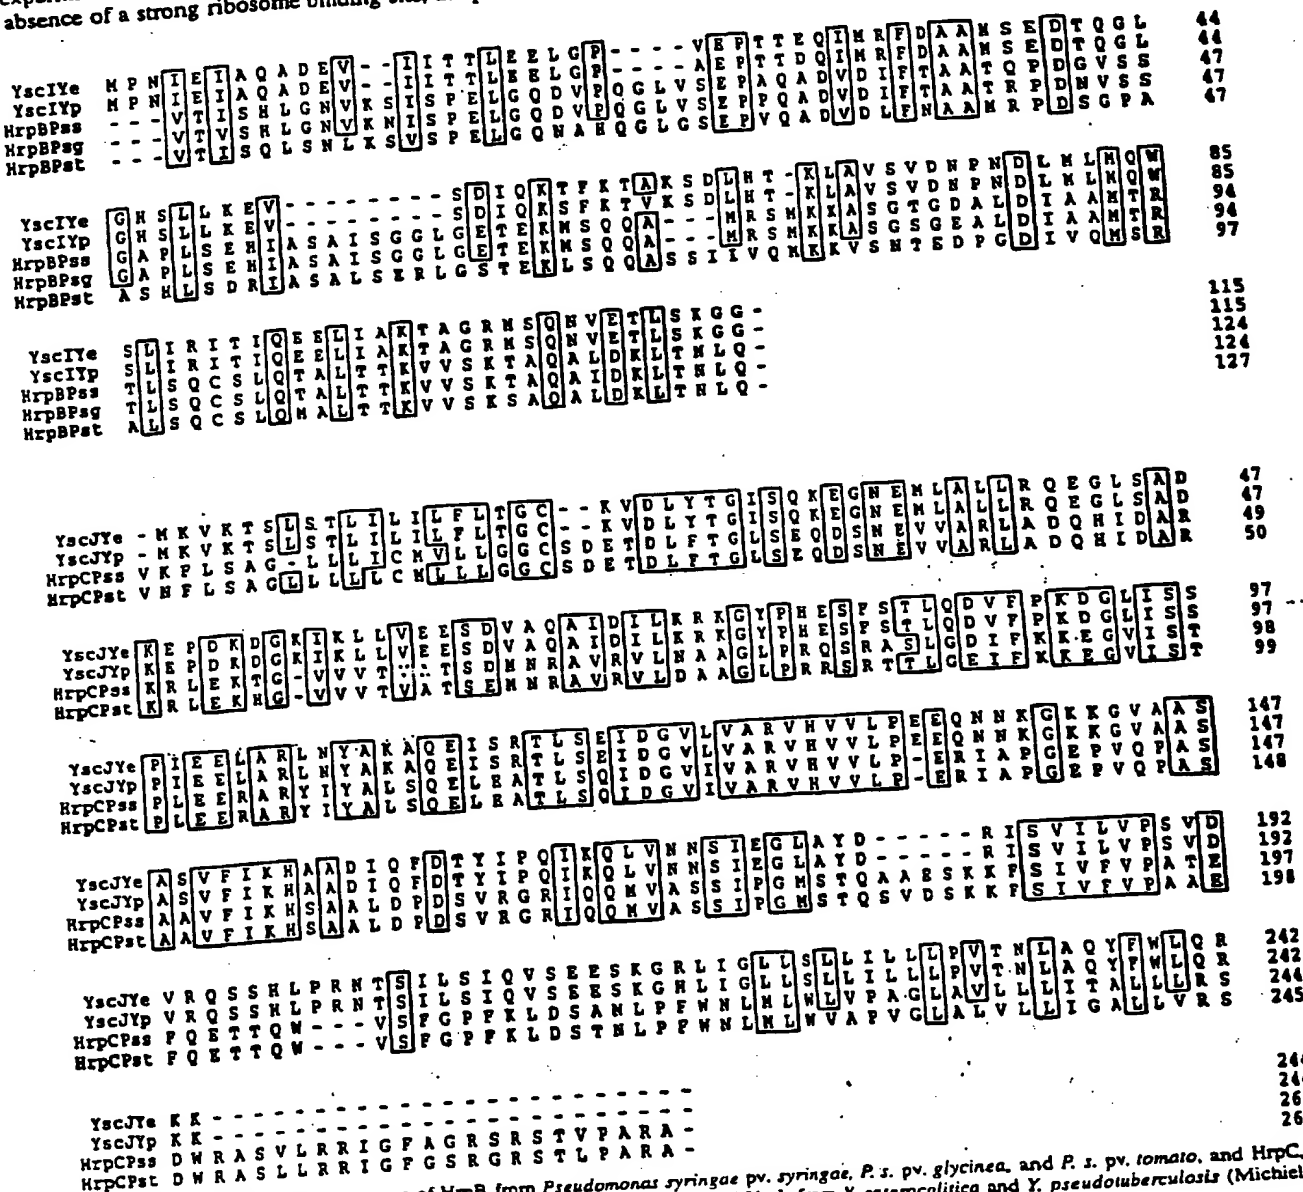 absence of a strong ribosome binding site,
YscIYe M P N I E I A Q A D E V - - I I T T L E E L G P - - - - V E P T T E Q I M R F D A A M S E D T Q G L 44
YscIYp M P N I E I A Q A D E V - - I I T T L E E L G P - - - - A E P T T D Q I M R F D A A M S E D T Q G L 44
HrpBPss - - - V T I S H L G N V K S I S P E L G Q D V P Q G L V S E P A Q A D V D I F T A A T Q P D G V S S 47
HrpBPsg - - - V T V S H L G N V K N I S P E L G Q D V P Q G L V S E P P Q A D V D I F T A A T R P D N V S S 47
HrpBPst - - - V T I S Q L S N L K S V S P E L G Q N A H Q G L G S E P V Q A D V D L F N A A M R P D S G P A 47
YscIYe G H S L L K E V - - - - - - - - S D I Q K T F K T A K S D L H T - K L A V S V D N P N D L M L M Q W 85
YscIYp G H S L L K E V - - - - - - - - S D I Q K S F K T V K S D L H T - K L A V S V D N P N D L M L M Q W 85
HrpBPss G A P L S E H I A S A I S G G L G E T E K M S Q Q A - - - M R S M K K A S G T G D A L D I A A M T R 94
HrpBPsg G A P L S E H I A S A I S G G L G E T E K M S Q Q A - - - M R S M K K A S G S G E A L D I A A M T R 94
HrpBPst A S H L S D R I A S A L S E R L G S T E K L S Q Q A S S I I V Q M K K V S N T E D P G D I V Q M S R 97
YscIYe S L I R I T I Q E E L I A K T A G R M S Q N V E T L S K G G - 115
YscIYp S L I R I T I Q E E L I A K T A G R M S Q N V E T L S K G G - 115
HrpBPss T L S Q C S L Q T A L T T K V V S K T A Q A L D K L T N L Q - 124
HrpBPsg T L S Q C S L Q T A L T T K V V S K T A Q A I D K L T N L Q - 124
HrpBPst A L S Q C S L Q M A L T T K V V S K S A Q A L D K L T N L Q - 127
YscJYe - M K V K T S L S T L I L I L F L T G C - - K V D L Y T G I S Q K E G N E M L A L L R Q E G L S A D 47
YscJYp - M K V K T S L S T L I L I L F L T G C - - K V D L Y T G I S Q K E G N E M L A L L R Q E G L S A D 47
HrpCPss V K P L S A G - L L L I C M V L L G G C S D E T D L F T G L S E Q D S N E V V A R L A D Q H I D A R 49
HrpCPst V N F L S A G L L L L L C M L L L G G C S D E T D L F T G L S E Q D S N E V V A R L A D Q H I D A R 50
YscJYe K E P D K D G K I K L L V E E S D V A Q A I D I L K R K G Y P H E S F S T L Q D V F P K D G L I S S 97
YscJYp K E P D K D G K I K L L V E E S D V A Q A I D I L K R K G Y P H E S F S T L Q D V F P K D G L I S S 97
HrpCPss K R L E K T G - V V V T T S D M N R A V R V L N A A G L P R Q S R A S L G D I F K K E G V I S T 98
HrpCPst K R L E K H G - V V V T V A T S E M N R A V R V L D A A G L P R R S R T T L G E I F K K E G V I S T 99
YscJYe P I E E L A R L N Y A K A Q E I S R T L S E I D G V L V A R V H V V L P E E Q N N K G K K G V A A S 147
YscJYp P I E E L A R L N Y A K A Q E I S R T L S E I D G V L V A R V H V V L P E E Q N N K G K K G V A A S 147
HrpCPss P L E E R A R Y I Y A L S Q E L E A T L S Q I D G V I V A R V H V V L P - E R I A P G E P V Q P A S 147
HrpCPst P L E E R A R Y I Y A L S Q E L E A T L S Q I D G V I V A R V H V V L P - E R I A P G E P V Q P A S 148
YscJYe A S V F I K H A A D I Q F D T Y I P Q I K Q L V N N S I E G L A Y D - - - - - R I S V I L V P S V D 192
YscJYp A S V F I K H A A D I Q F D T Y I P Q I K Q L V N N S I E G L A Y D - - - - - R I S V I L V P S V D 192
HrpCPss A A V F I K H S A A L D P D S V R G R I Q Q M V A S S I P G M S T Q A A E S K K F S I V F V P A T E 197
HrpCPst A A V F I K H S A A L D P D S V R G R I Q Q M V A S S I P G M S T Q S V D S K K F S I V F V P A A E 198
YscJYe V R Q S S H L P R N T S I L S I Q V S E E S K G R L I G L L S L L I L L L P V T N L A Q Y F W L Q R 242
YscJYp V R Q S S H L P R N T S I L S I Q V S E E S K G H L I G L L S L L I L L L P V T N L A Q Y F W L Q R 242
HrpCPss F Q E T T Q W - - - V S F G P F K L D S A N L P F W N L M L W L V P A G L A V L L L I T A L L L R S 244
HrpCPst F Q E T T Q W - - - V S F G P F K L D S T N L P F W N L M L W V A P V G L A L V L L I G A L L V R S 245
YscJYe K K - - - - - - - - - - - - - - - - - - - - -
YscJYp K K - - - - - - - - - - - - - - - - - - - - -
HrpCPss D W R A S V L R R I G F A G R S R S T V P A R A -
HrpCPst D W R A S L L R R I G F G S R G R S T L P A R A -
of HrpB from Pseudomonas syringae pv. syringae, P. s. pv. glycinea, and P. s. pv. tomato, and HrpC,
from Y. enterocolitica and Y. pseudotuberculosis (Michiel